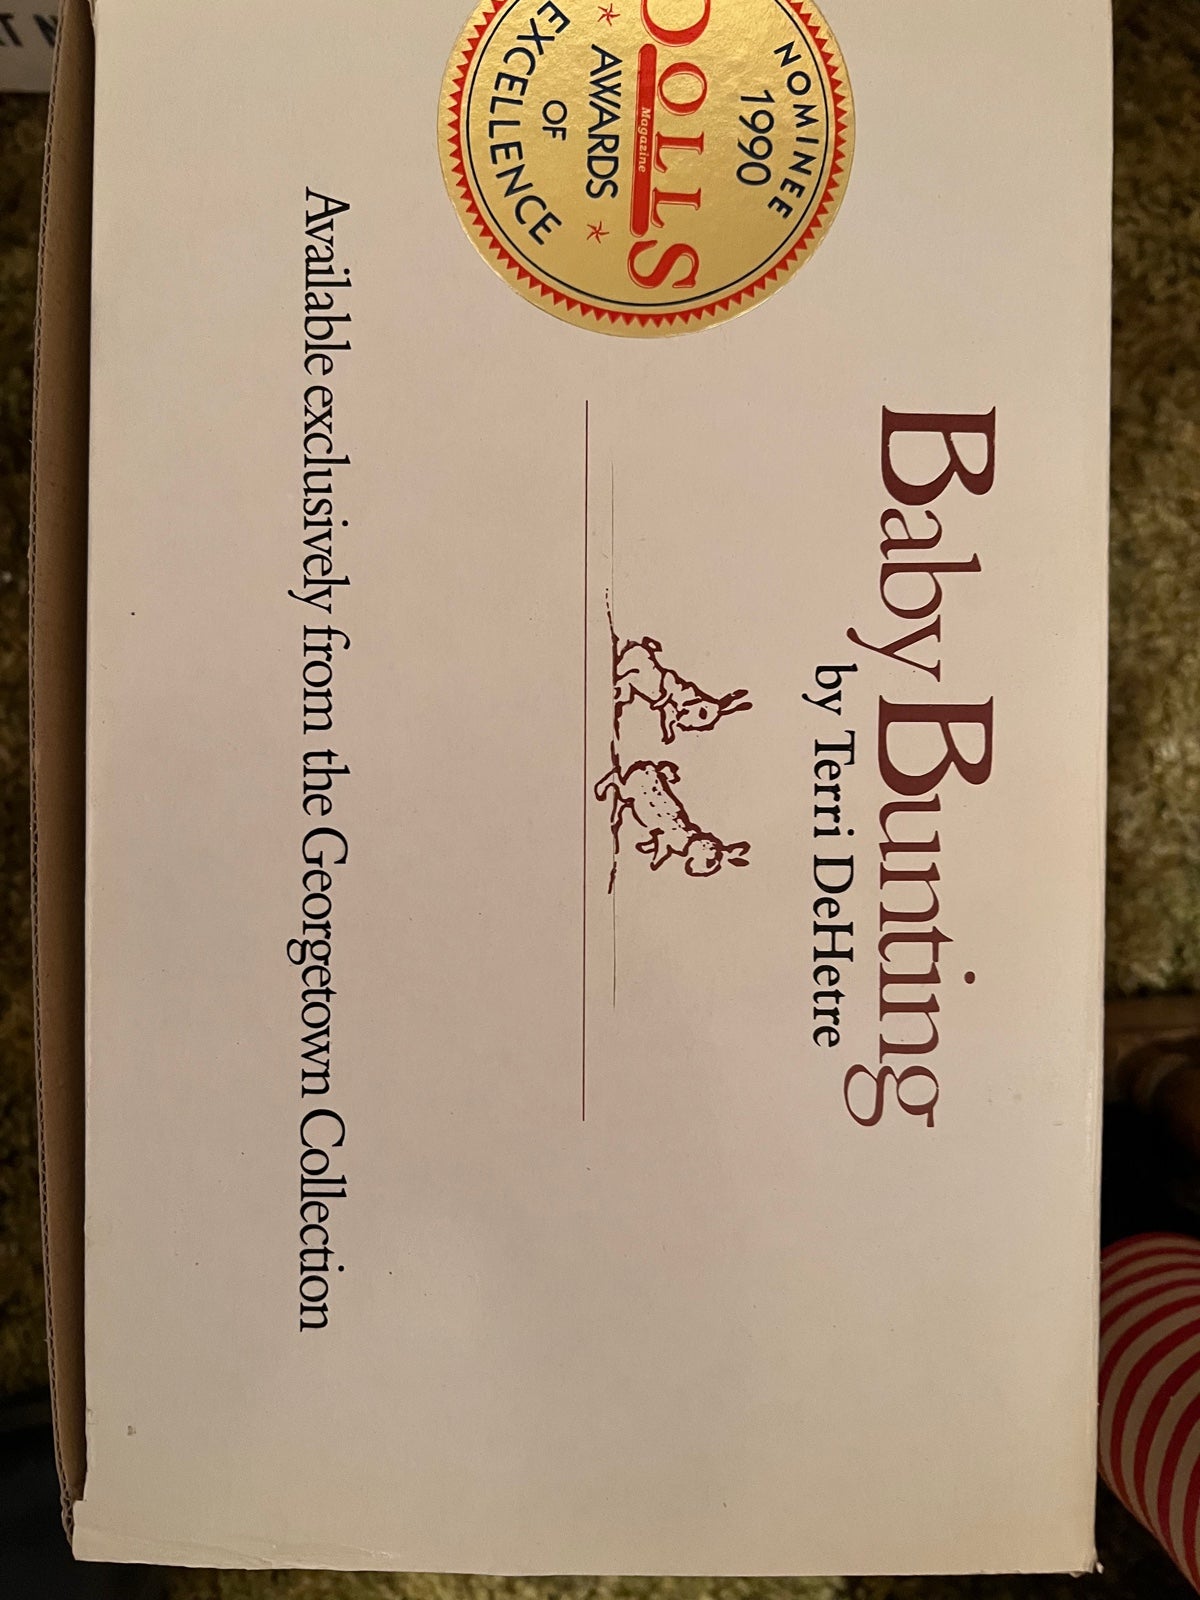 Baby Bunting
by Terri DeHetre
NOMINEE
1990
DOLLS
Magazine
AWARDS
OF
EXCELLENCE
Available exclusively from the Georgetown Collection